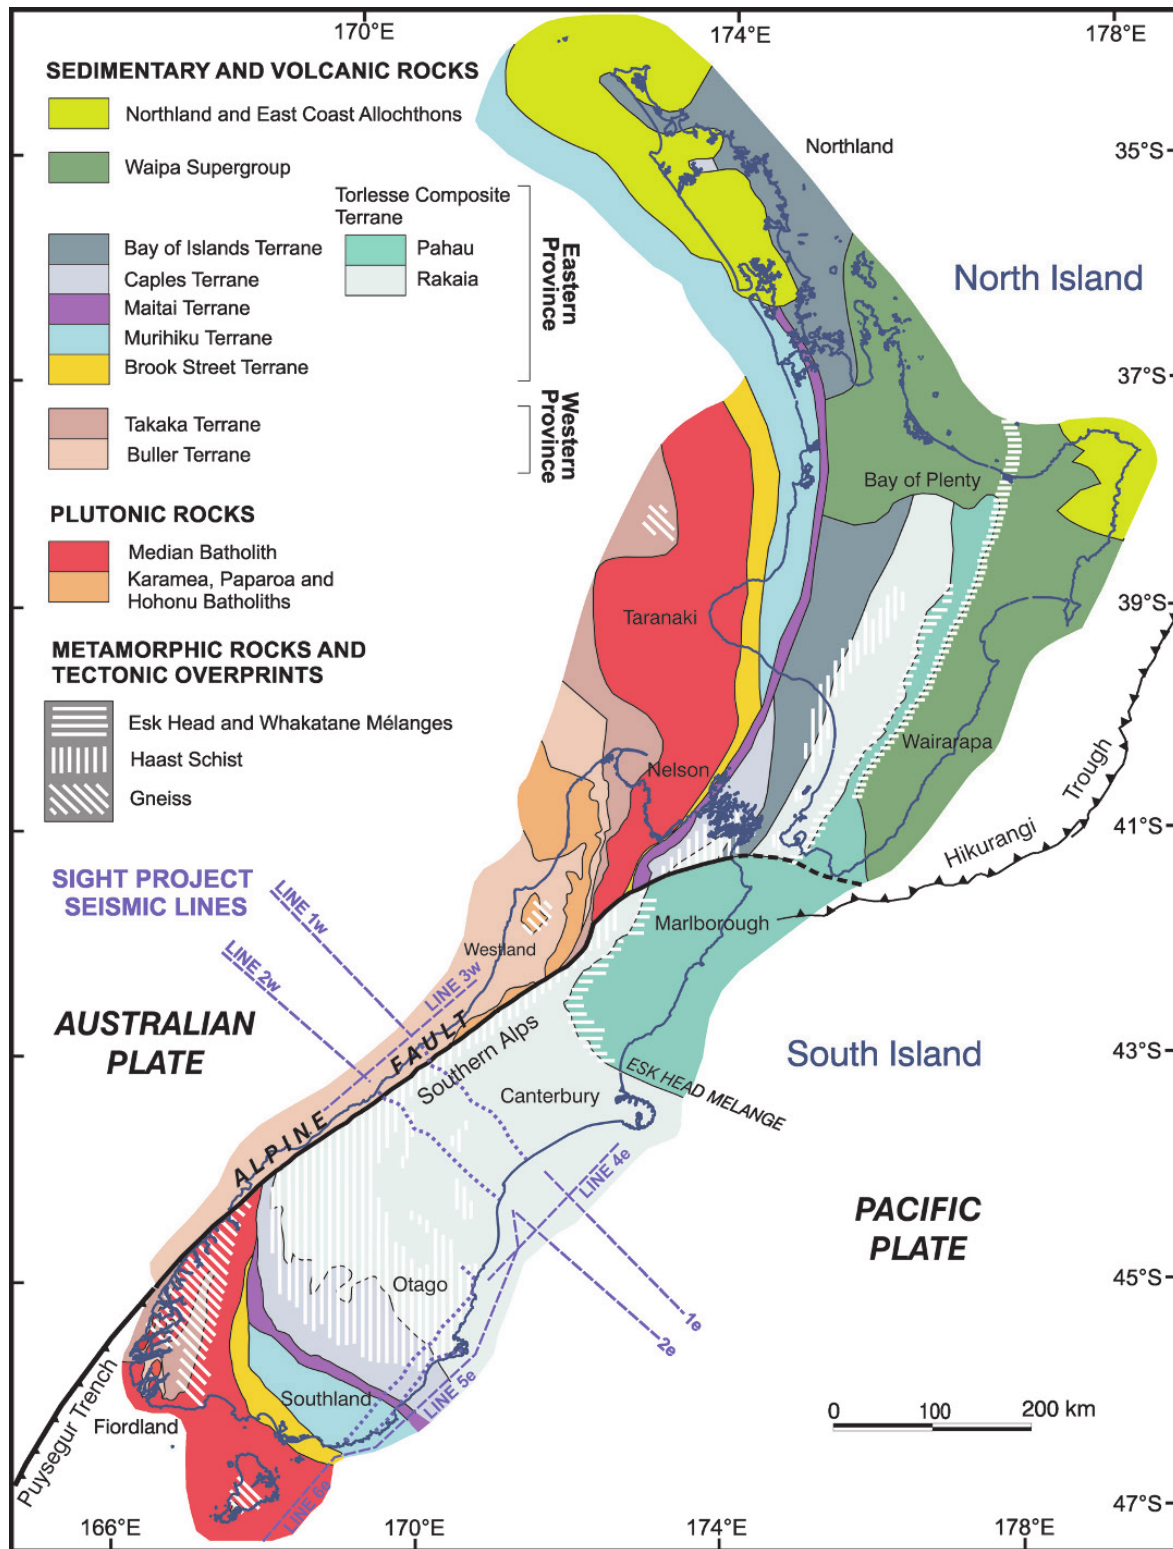 170°E
174°E
178°E
SEDIMENTARY AND VOLCANIC ROCKS
Northland and East Coast Allochthons
Waipa Supergroup
Torlesse Composite
Terrane
Bay of Islands Terrane
Caples Terrane
Maitai Terrane
Murihiku Terrane
Brook Street Terrane
Pahau
Rakaia
Eastern
Province
Takaka Terrane
Buller Terrane
Western
Province
PLUTONIC ROCKS
Median Batholith
Karamea, Paparoa and
Hohonu Batholiths
METAMORPHIC ROCKS AND
TECTONIC OVERPRINTS
Esk Head and Whakatane Mélanges
Haast Schist
Gneiss
SIGHT PROJECT
SEISMIC LINES
Northland
35°S
North Island
37°S
Bay of Plenty
Taranaki
39°S
Wairarapa
Nelson
Hikurangi
Trough
41°S
LINE 1w
LINE 2w
LINE 3w
Westland
Marlborough
AUSTRALIAN
PLATE
ALPINE FAULT
Southern Alps
South Island
43°S
Canterbury
ESK HEAD MELANGE
LINE 4e
PACIFIC
PLATE
Otago
45°S
1e
2e
LINE 5e
Southland
Puysegur Trench
Fiordland
LINE 6e
0 100 200 km
47°S
166°E
170°E
174°E
178°E